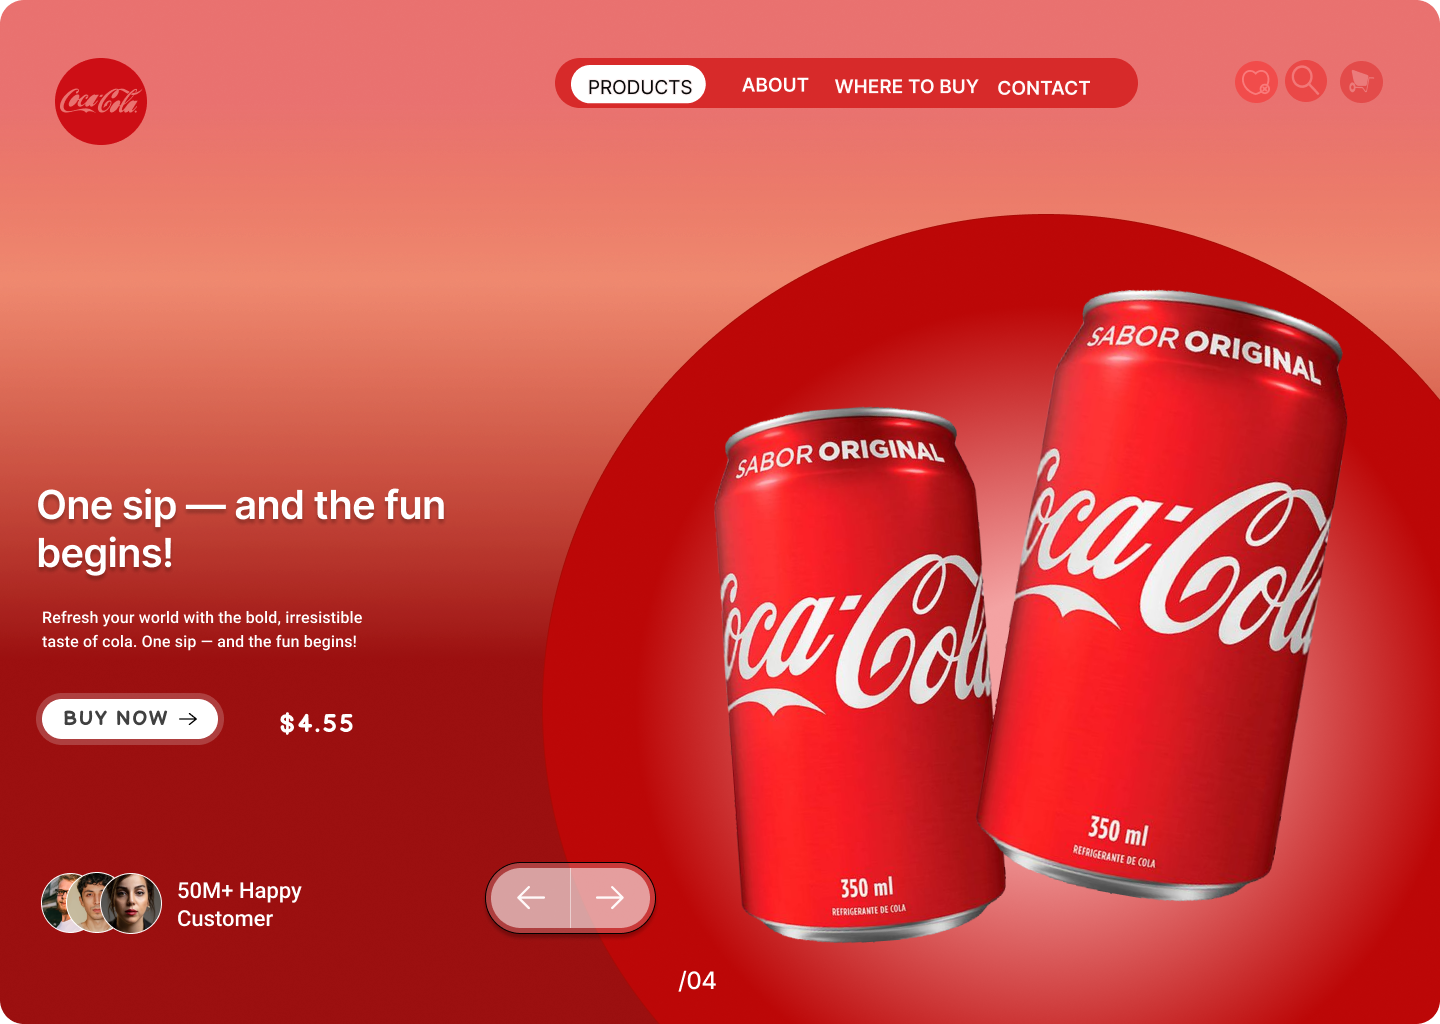 Coca-Cola
PRODUCTS
ABOUT
WHERE TO BUY
CONTACT
One sip — and the fun
begins!
Refresh your world with the bold, irresistible
taste of cola. One sip — and the fun begins!
BUY NOW
$4.55
50M+ Happy
Customer
/04
SABOR ORIGINAL
Coca-Cola
350 ml
REFRIGERANTE DE COLA
SABOR ORIGINAL
Coca-Cola
350 ml
REFRIGERANTE DE COLA